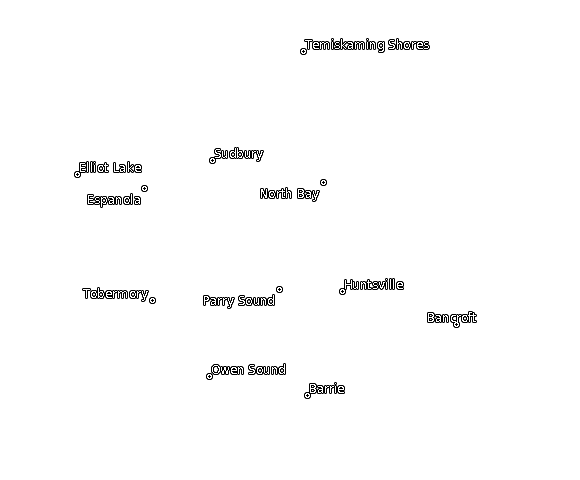 Temiskaming Shores
Sudbury
Elliot Lake
North Bay
Espanola
Huntsville
Tobermory
Parry Sound
Bancroft
Owen Sound
Barrie